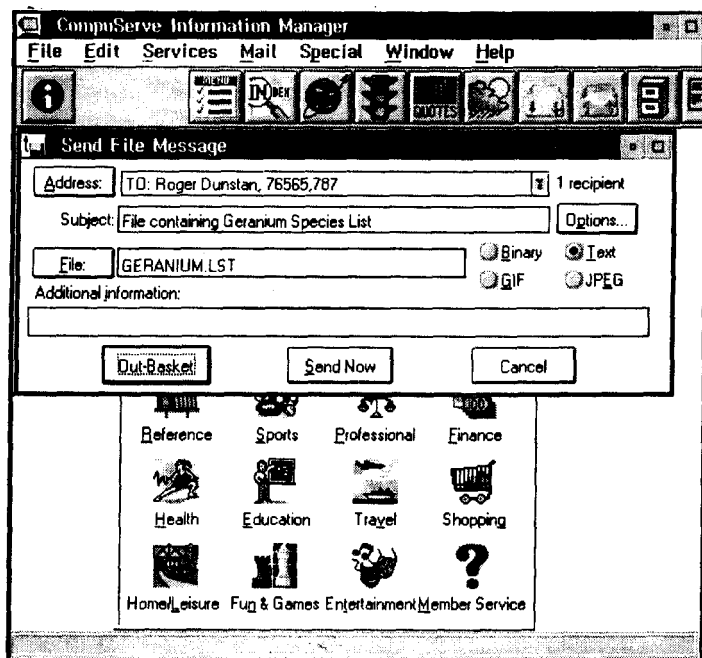 CompuServe Information Manager
File Edit Services Mail Special Window Help
MENU INDEX QUOTES
Send File Message
Address: TO: Roger Dunstan, 76565,787 1 recipient
Subject: File containing Geranium Species List Options...
File: GERANIUM.LST Binary Text
GIF JPEG
Additional information:
Out-Basket Send Now Cancel
Reference Sports Professional Finance
Health Education Travel Shopping
Home/Leisure Fun & Games Entertainment Member Service